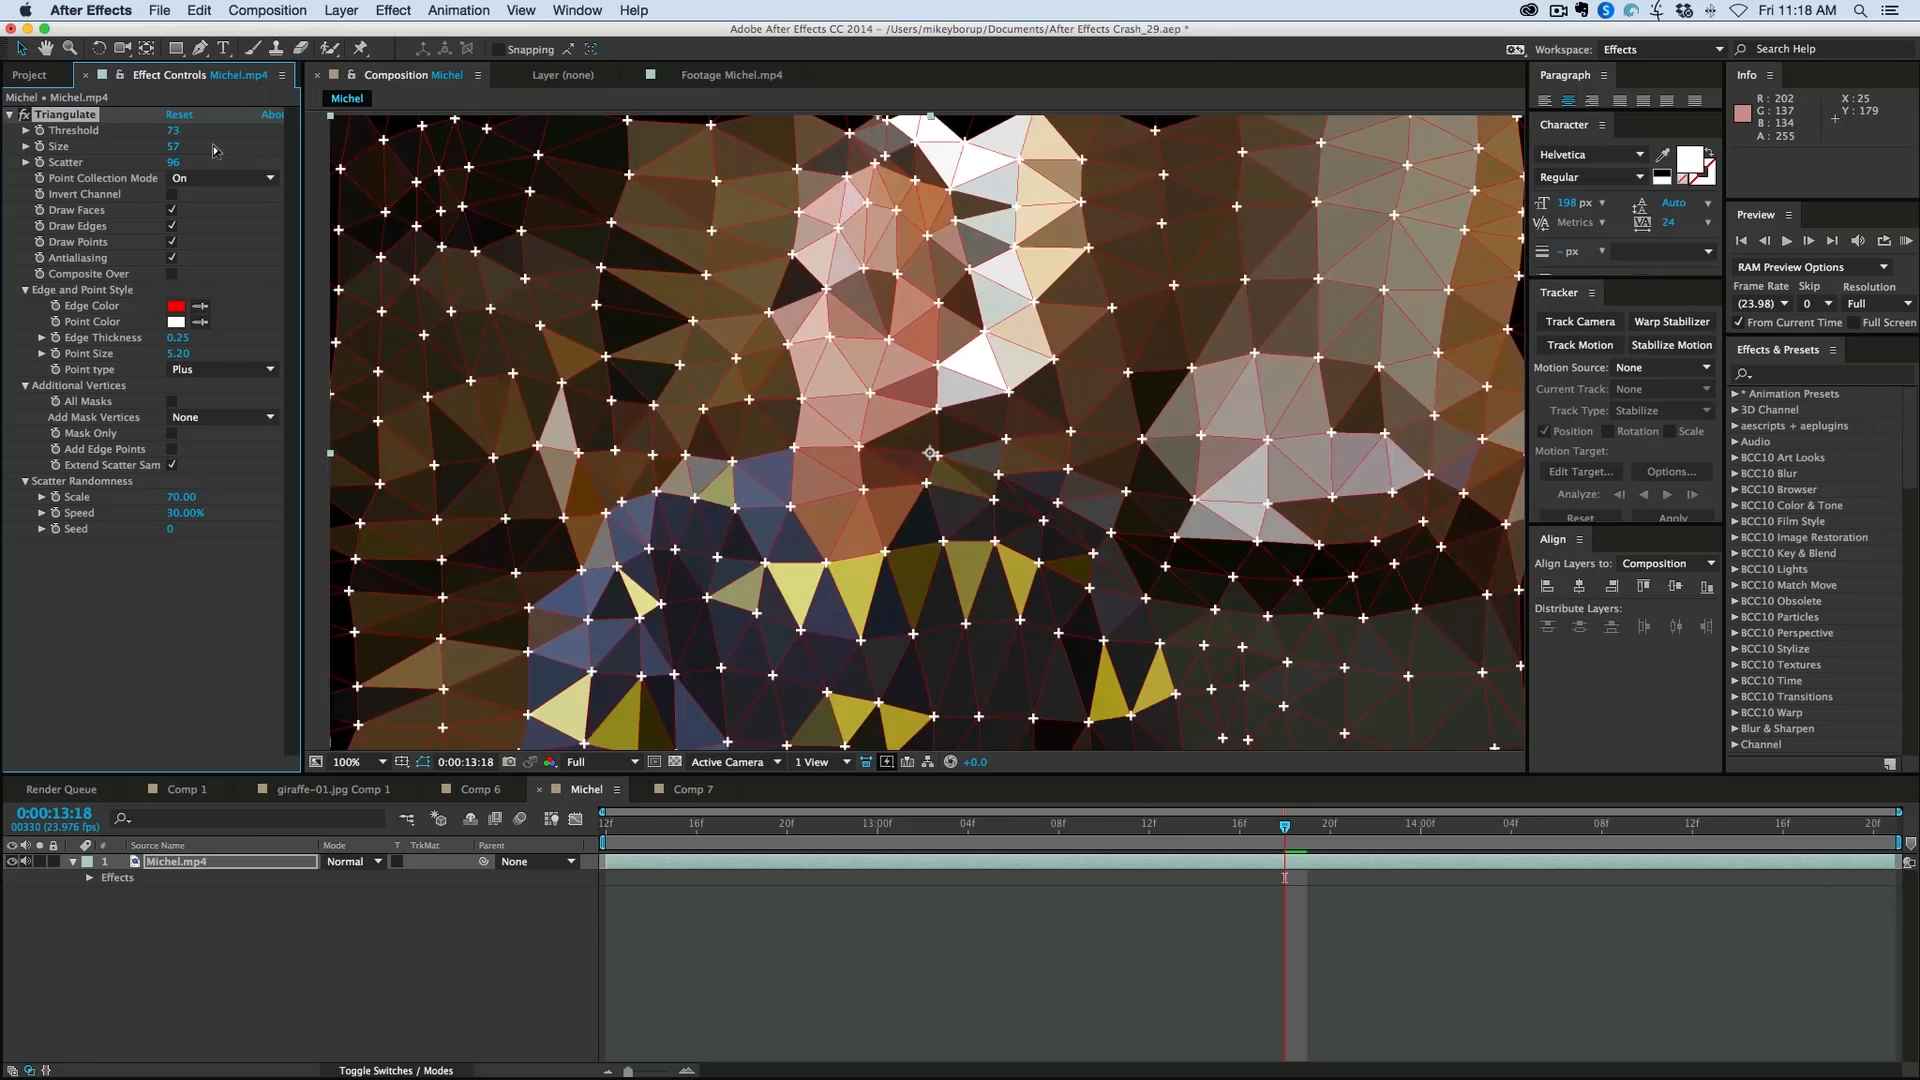 After Effects File Edit Composition Layer Effect Animation View Window Help Fri 11:18 AM
Adobe After Effects CC 2014 – /Users/mikeyborup/Documents/After Effects Crash_29.aep *
Snapping Workspace: Effects Search Help
Project Effect Controls Michel.mp4 Composition Michel Layer (none) Footage Michel.mp4 Paragraph Info
Michel • Michel.mp4 Michel
fx Triangulate Reset Abou
Threshold 73
Size 57
Scatter 96
Point Collection Mode On
Invert Channel
Draw Faces
Draw Edges
Draw Points
Antialiasing
Composite Over
Edge and Point Style
Edge Color
Point Color
Edge Thickness 0.25
Point Size 5.20
Point type Plus
Additional Vertices
All Masks
Add Mask Vertices None
Mask Only
Add Edge Points
Extend Scatter Sam
Scatter Randomness
Scale 70.00
Speed 30.00%
Seed 0
100% 0:00:13:18 Full Active Camera 1 View +0.0
Character
Helvetica
Regular
198 px Auto
Metrics 24
- px
Tracker
Track Camera Warp Stabilizer
Track Motion Stabilize Motion
Motion Source: None
Current Track: None
Track Type: Stabilize
Position Rotation Scale
Motion Target:
Edit Target... Options...
Analyze:
Reset Apply
Align
Align Layers to: Composition
Distribute Layers:
R : 202 X : 25
G : 137 Y : 179
B : 134
A : 255
Preview
RAM Preview Options
Frame Rate Skip Resolution
(23.98) 0 Full
From Current Time Full Screen
Effects & Presets
* Animation Presets
3D Channel
aescripts + aeplugins
Audio
BCC10 Art Looks
BCC10 Blur
BCC10 Browser
BCC10 Color & Tone
BCC10 Film Style
BCC10 Image Restoration
BCC10 Key & Blend
BCC10 Lights
BCC10 Match Move
BCC10 Obsolete
BCC10 Particles
BCC10 Perspective
BCC10 Stylize
BCC10 Textures
BCC10 Time
BCC10 Transitions
BCC10 Warp
Blur & Sharpen
Channel
Render Queue Comp 1 giraffe-01.jpg Comp 1 Comp 6 Michel Comp 7
0:00:13:18
00330 (23.976 fps)
12f 16f 20f 13:00f 04f 08f 12f 16f 20f 14:00f 04f 08f 12f 16f 20f
# Source Name Mode T TrkMat Parent
1 Michel.mp4 Normal None
Effects
Toggle Switches / Modes